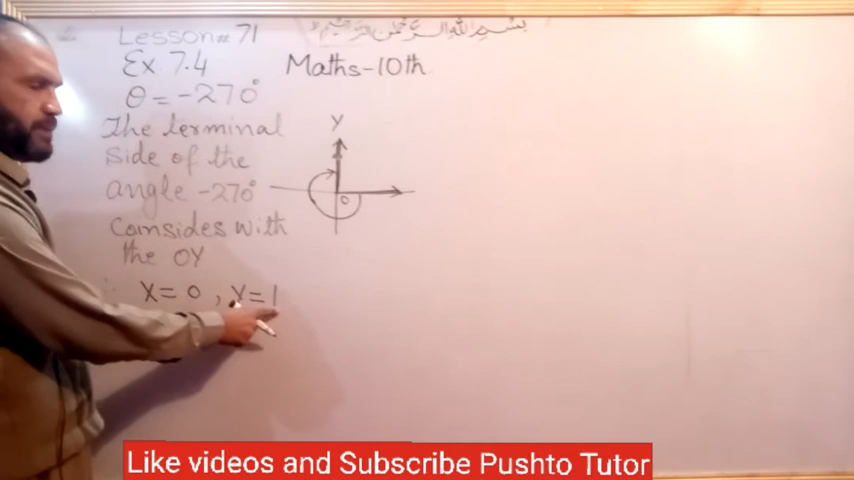 Lesson # 71
بسم الله الرحمن الرحیم
Ex 7.4
Maths-10th
θ = -270°
The terminal
Side of the
angle -270°
Comsides with
the OY
∴ X = 0 , Y = 1
Y
0
Like videos and Subscribe Pushto Tutor